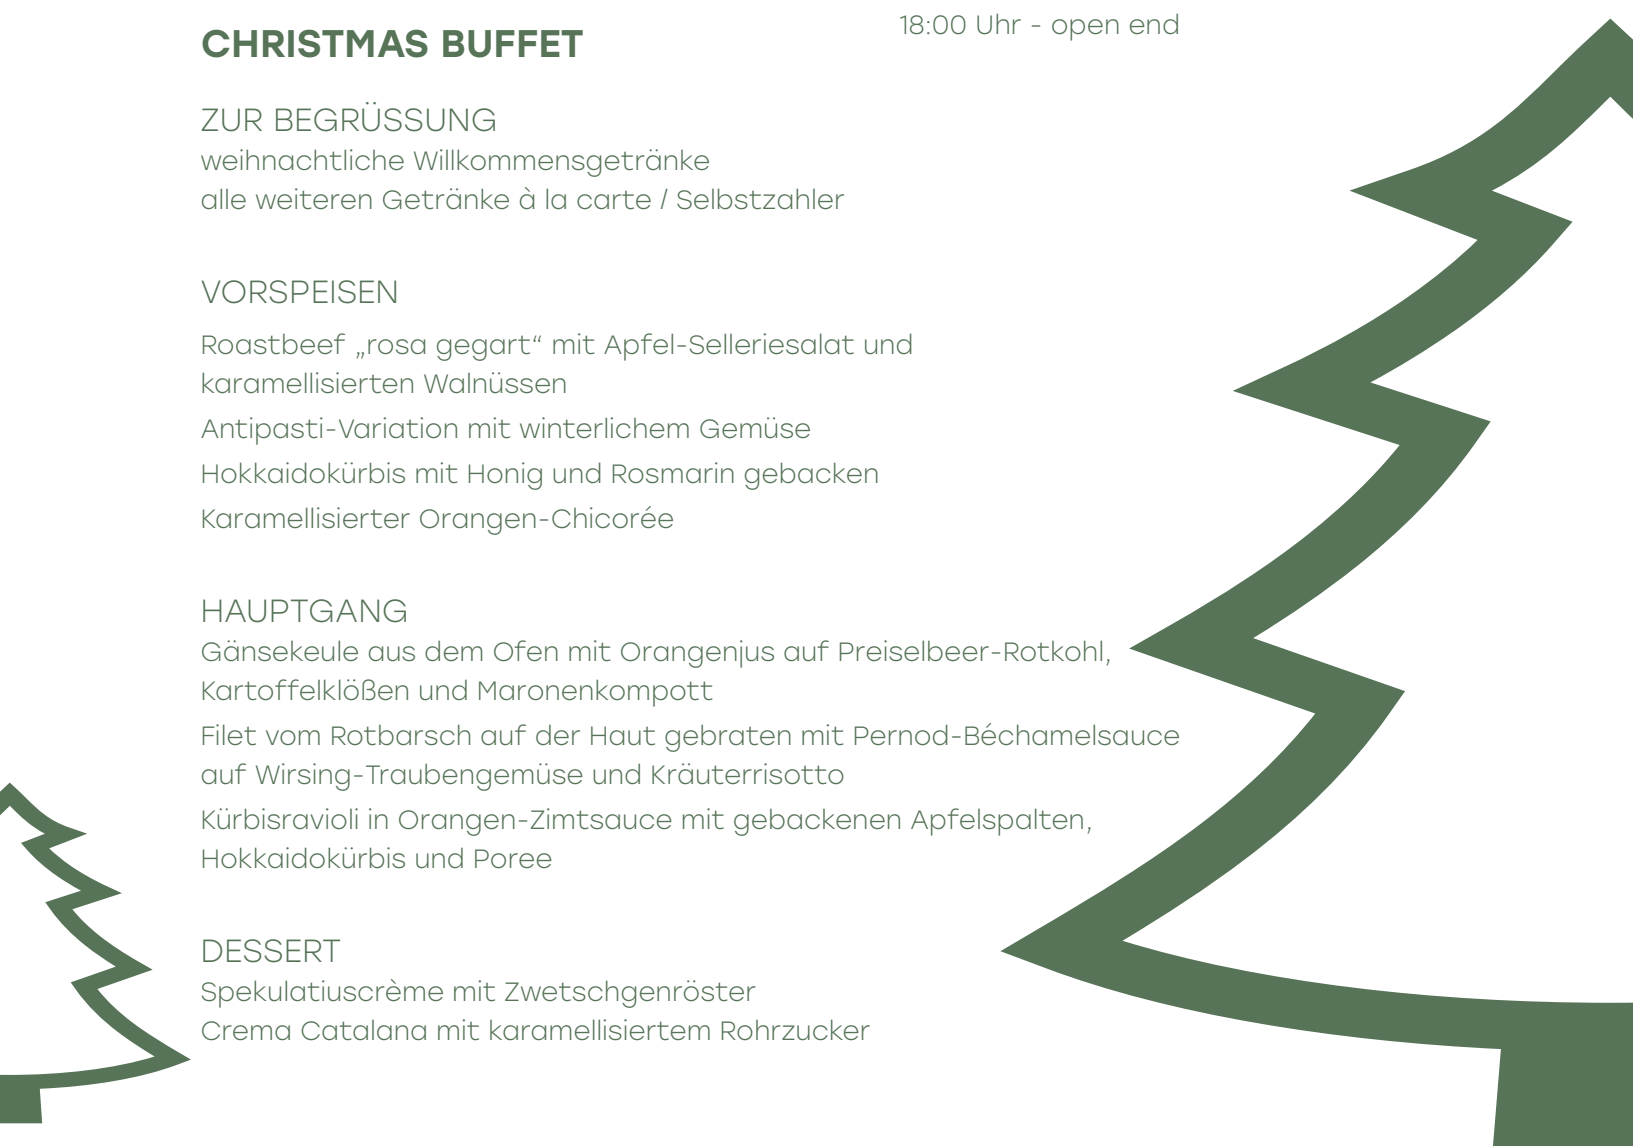 18:00 Uhr - open end
CHRISTMAS BUFFET
ZUR BEGRÜSSUNG
weihnachtliche Willkommensgetränke
alle weiteren Getränke à la carte / Selbstzahler
VORSPEISEN
Roastbeef „rosa gegart“ mit Apfel-Selleriesalat und
karamellisierten Walnüssen
Antipasti-Variation mit winterlichem Gemüse
Hokkaidokürbis mit Honig und Rosmarin gebacken
Karamellisierter Orangen-Chicorée
HAUPTGANG
Gänsekeule aus dem Ofen mit Orangenjus auf Preiselbeer-Rotkohl,
Kartoffelklößen und Maronenkompott
Filet vom Rotbarsch auf der Haut gebraten mit Pernod-Béchamelsauce
auf Wirsing-Traubengemüse und Kräuterrisotto
Kürbisravioli in Orangen-Zimtsauce mit gebackenen Apfelspalten,
Hokkaidokürbis und Poree
DESSERT
Spekulatiuscrème mit Zwetschgenröster
Crema Catalana mit karamellisiertem Rohrzucker